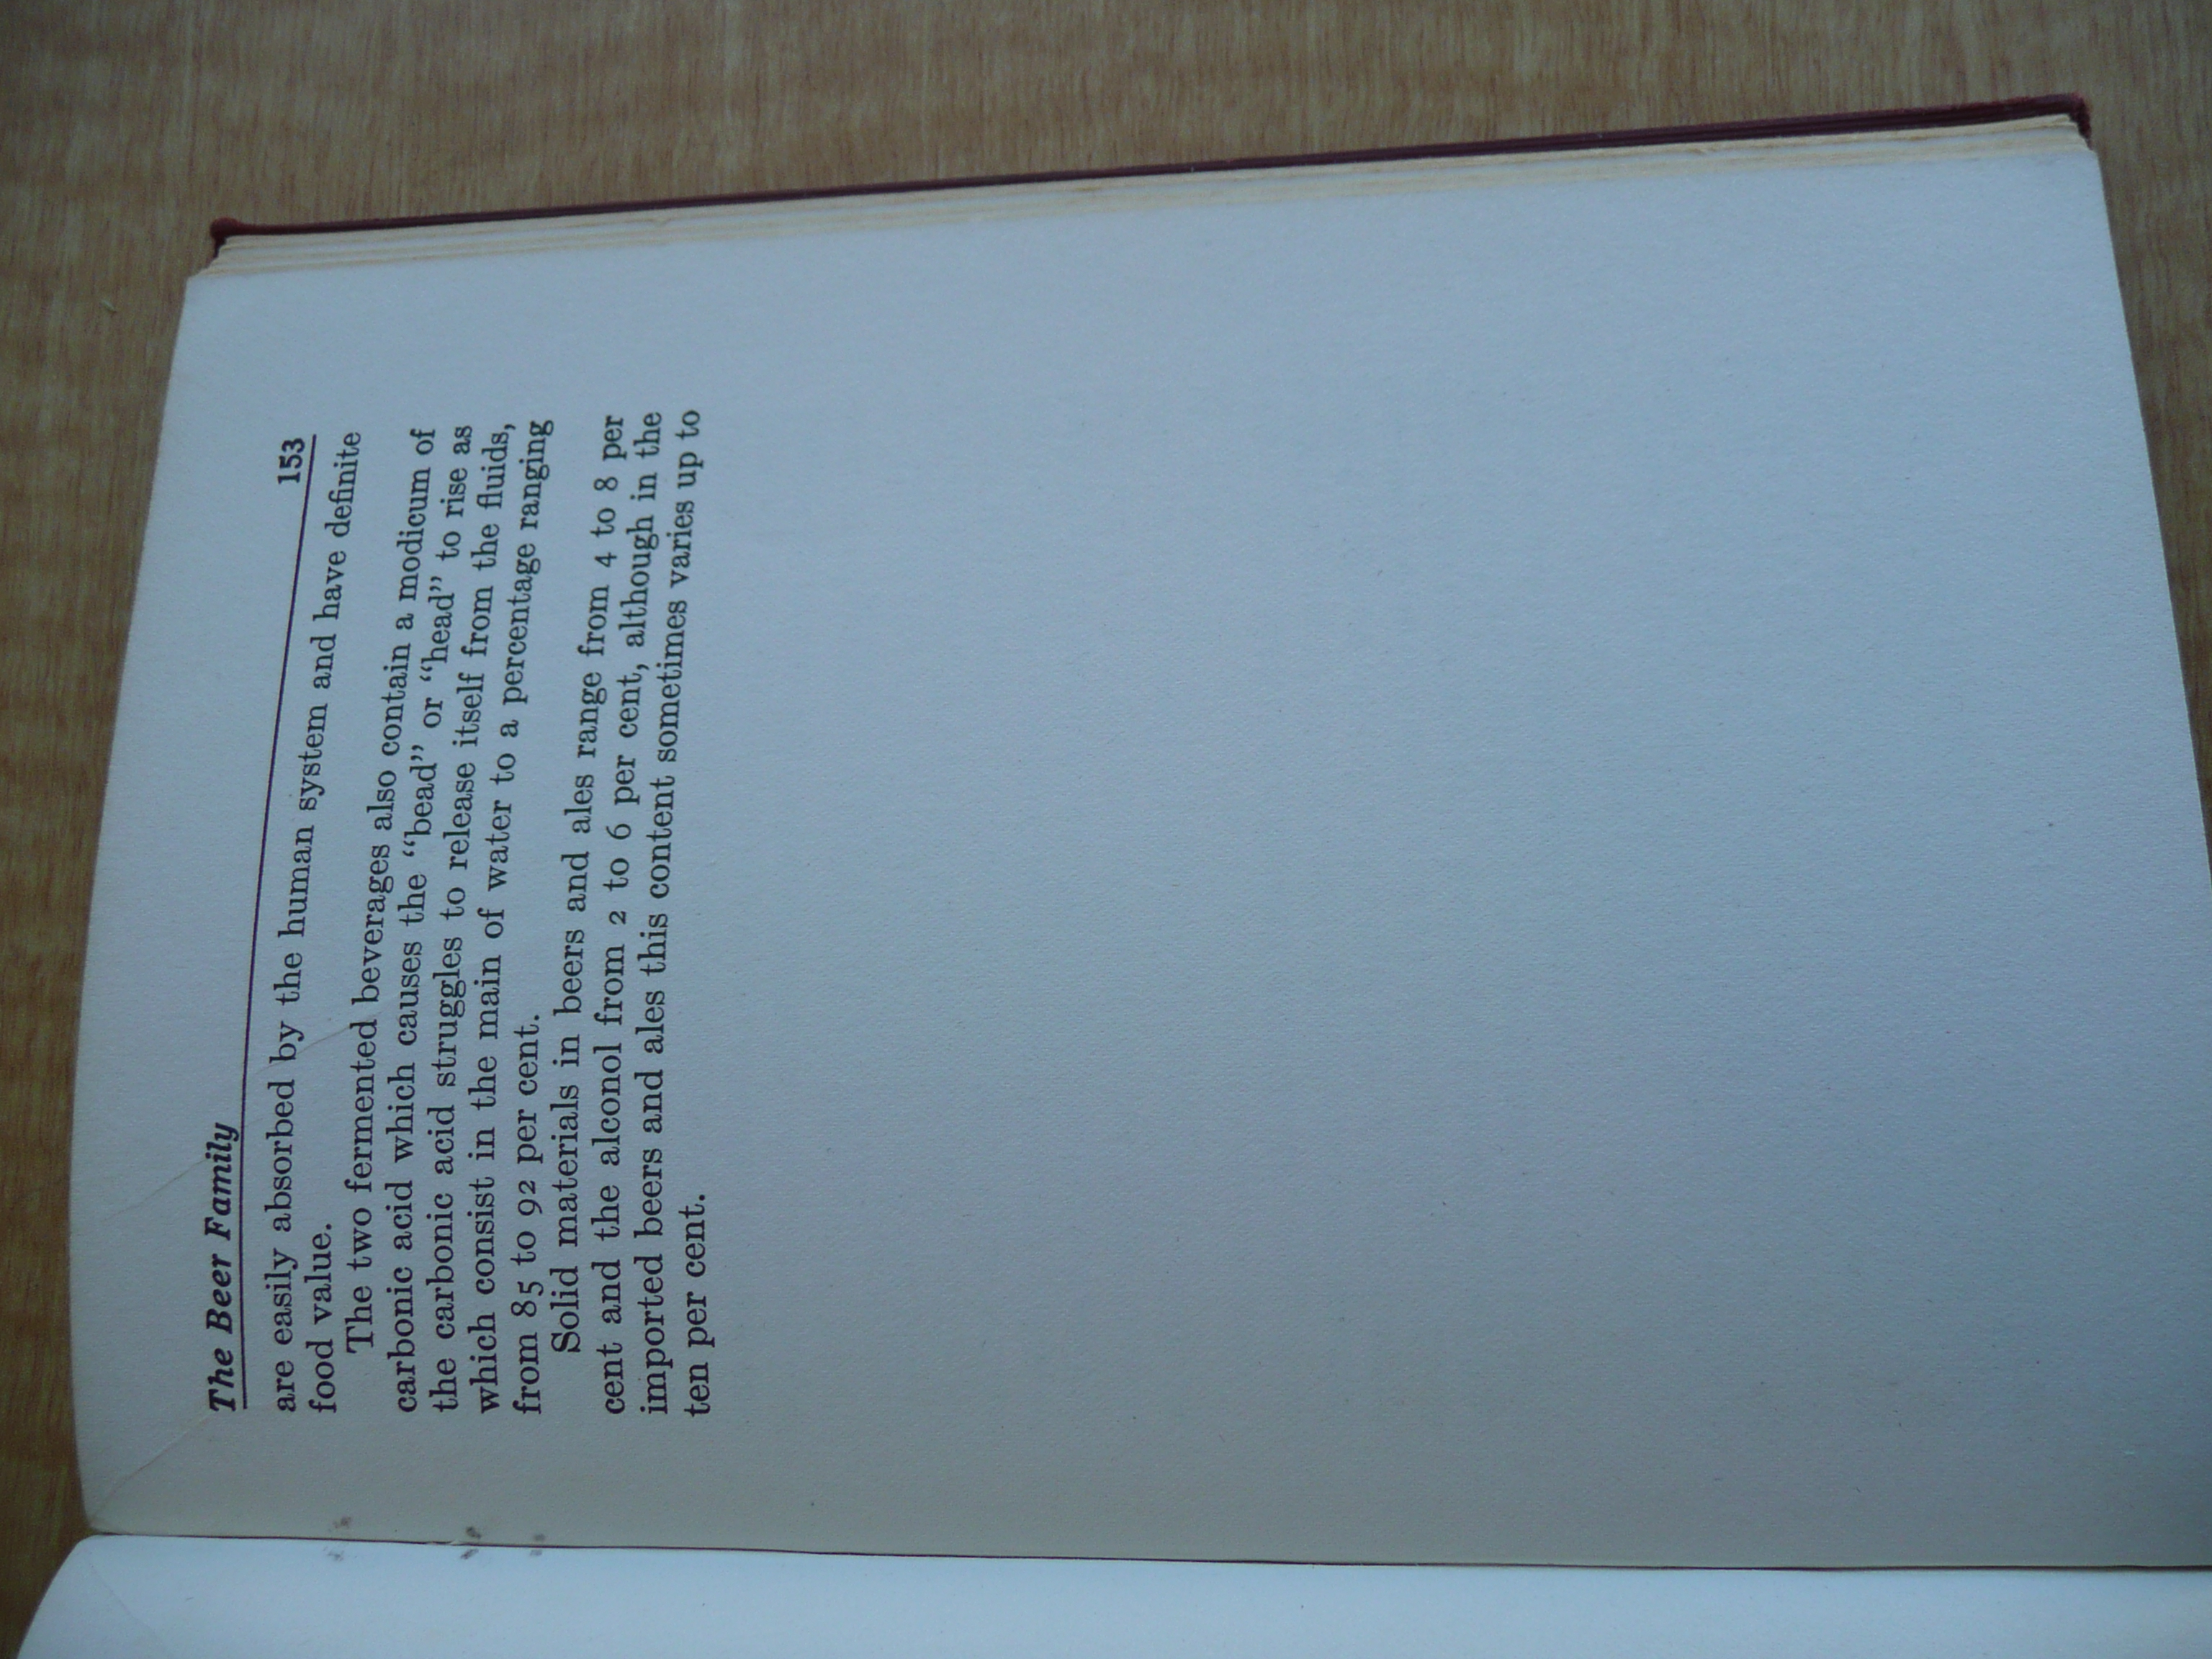 The Beer Family 153
are easily absorbed by the human system and have definite
food value.
The two fermented beverages also contain a modicum of
carbonic acid which causes the "bead" or "head" to rise as
the carbonic acid struggles to release itself from the fluids,
which consist in the main of water to a percentage ranging
from 85 to 92 per cent.
Solid materials in beers and ales range from 4 to 8 per
cent and the alconol from 2 to 6 per cent, although in the
imported beers and ales this content sometimes varies up to
ten per cent.